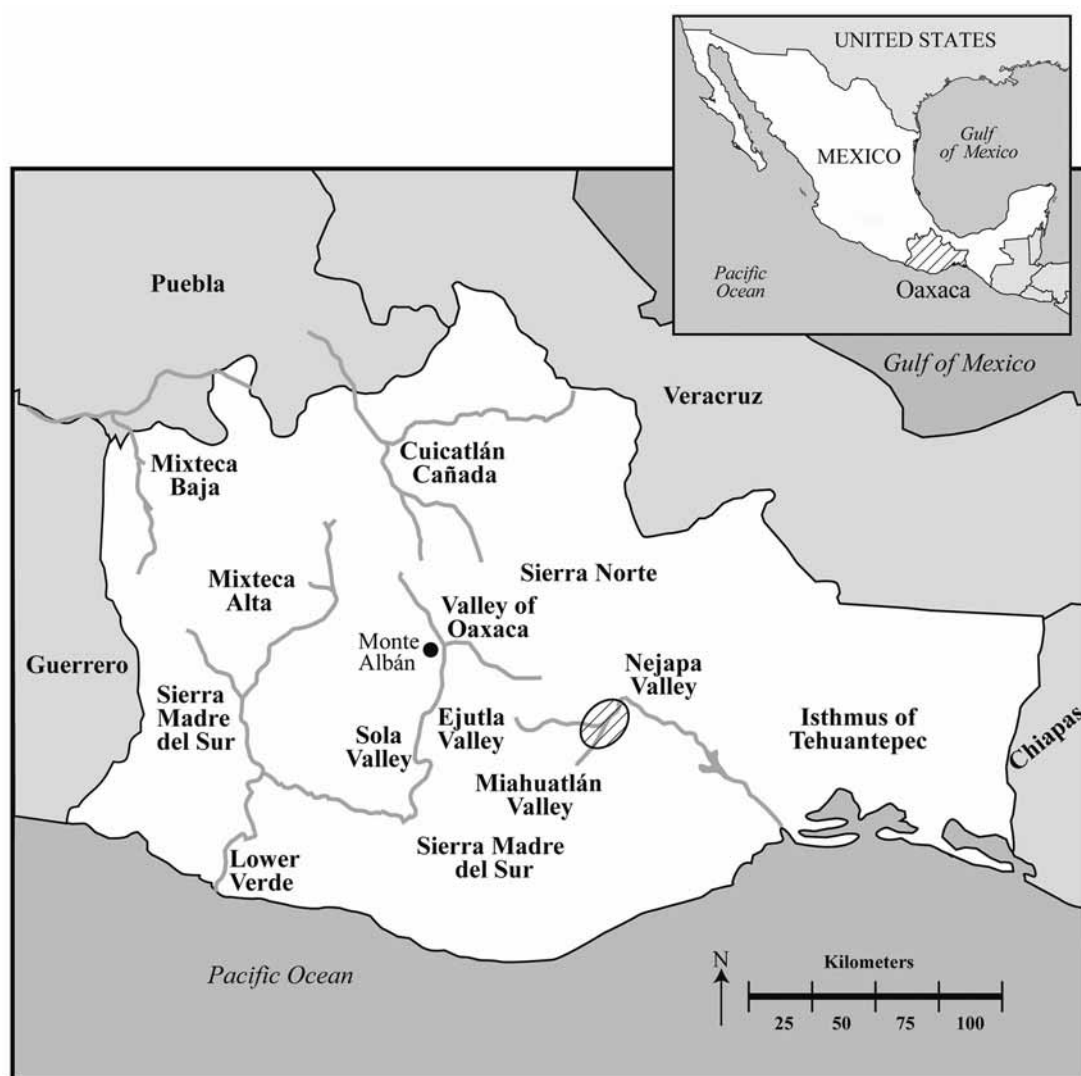 UNITED STATES
Gulf
of Mexico
MEXICO
Pacific
Ocean
Oaxaca
Puebla
Gulf of Mexico
Veracruz
Cuicatlán
Cañada
Mixteca
Baja
Sierra Norte
Mixteca
Alta
Valley of
Oaxaca
Monte
Albán
Guerrero
Nejapa
Valley
Sierra
Madre
del Sur
Ejutla
Valley
Sola
Valley
Isthmus of
Tehuantepec
Chiapas
Miahuatlán
Valley
Sierra Madre
del Sur
Lower
Verde
Pacific Ocean
N
Kilometers
25 50 75 100